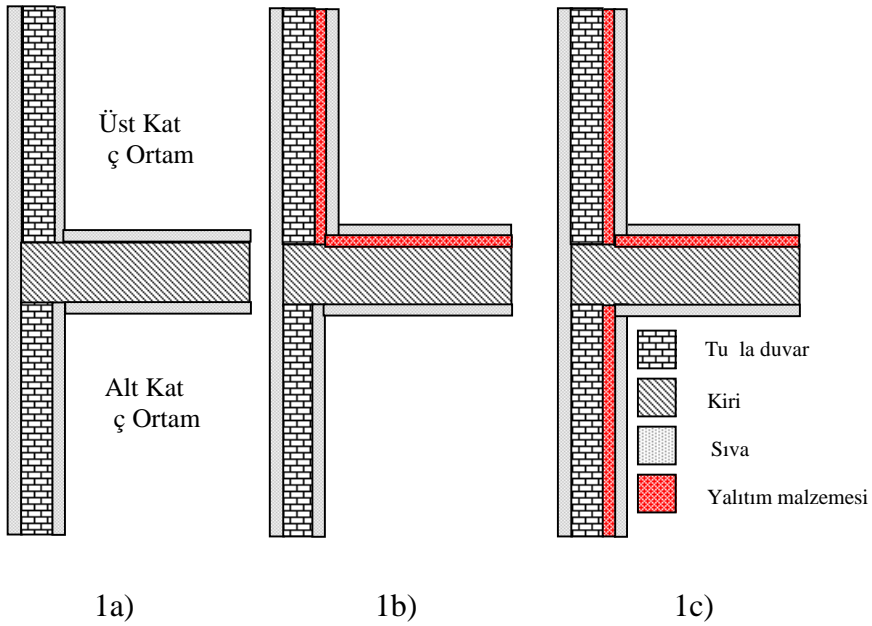 Üst Kat
ç Ortam
Alt Kat
ç Ortam
Tu la duvar
Kiri
Sıva
Yalıtım malzemesi
1a)
1b)
1c)